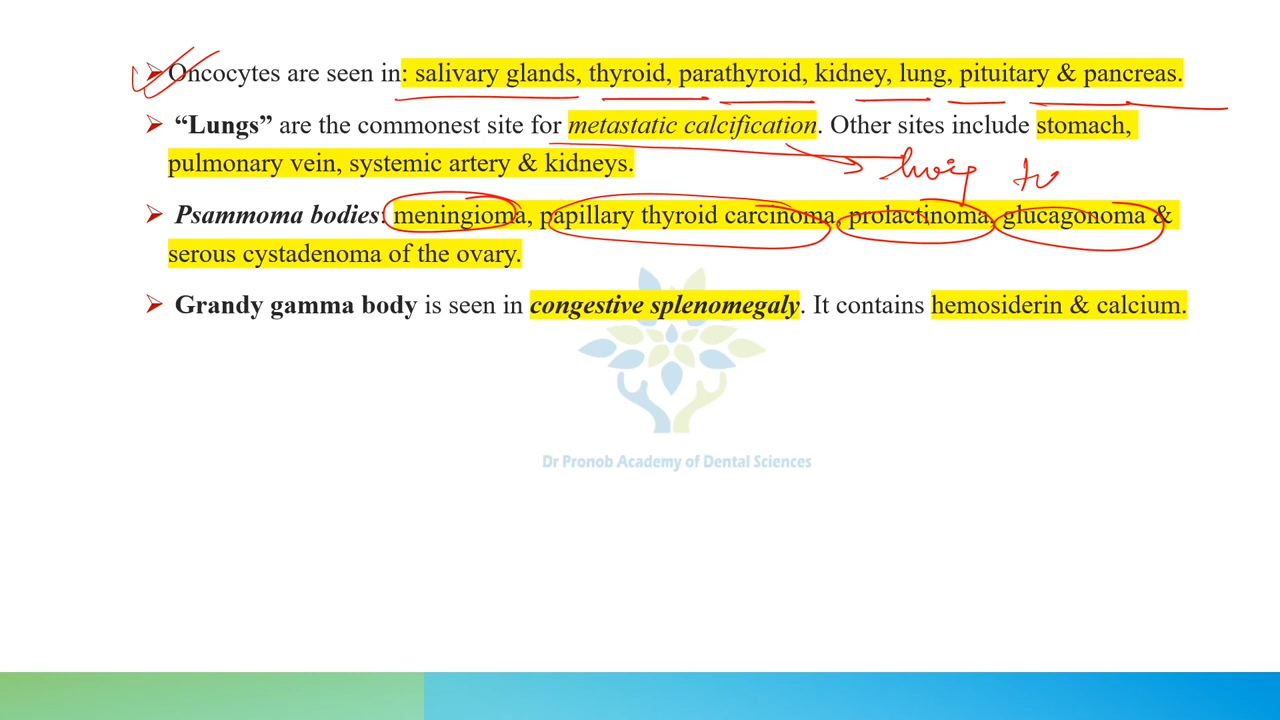 Oncocytes are seen in: salivary glands, thyroid, parathyroid, kidney, lung, pituitary & pancreas.
“Lungs” are the commonest site for metastatic calcification. Other sites include stomach,
pulmonary vein, systemic artery & kidneys.
Psammoma bodies: meningioma, papillary thyroid carcinoma, prolactinoma, glucagonoma &
serous cystadenoma of the ovary.
Grandy gamma body is seen in congestive splenomegaly. It contains hemosiderin & calcium.
Dr Pronob Academy of Dental Sciences